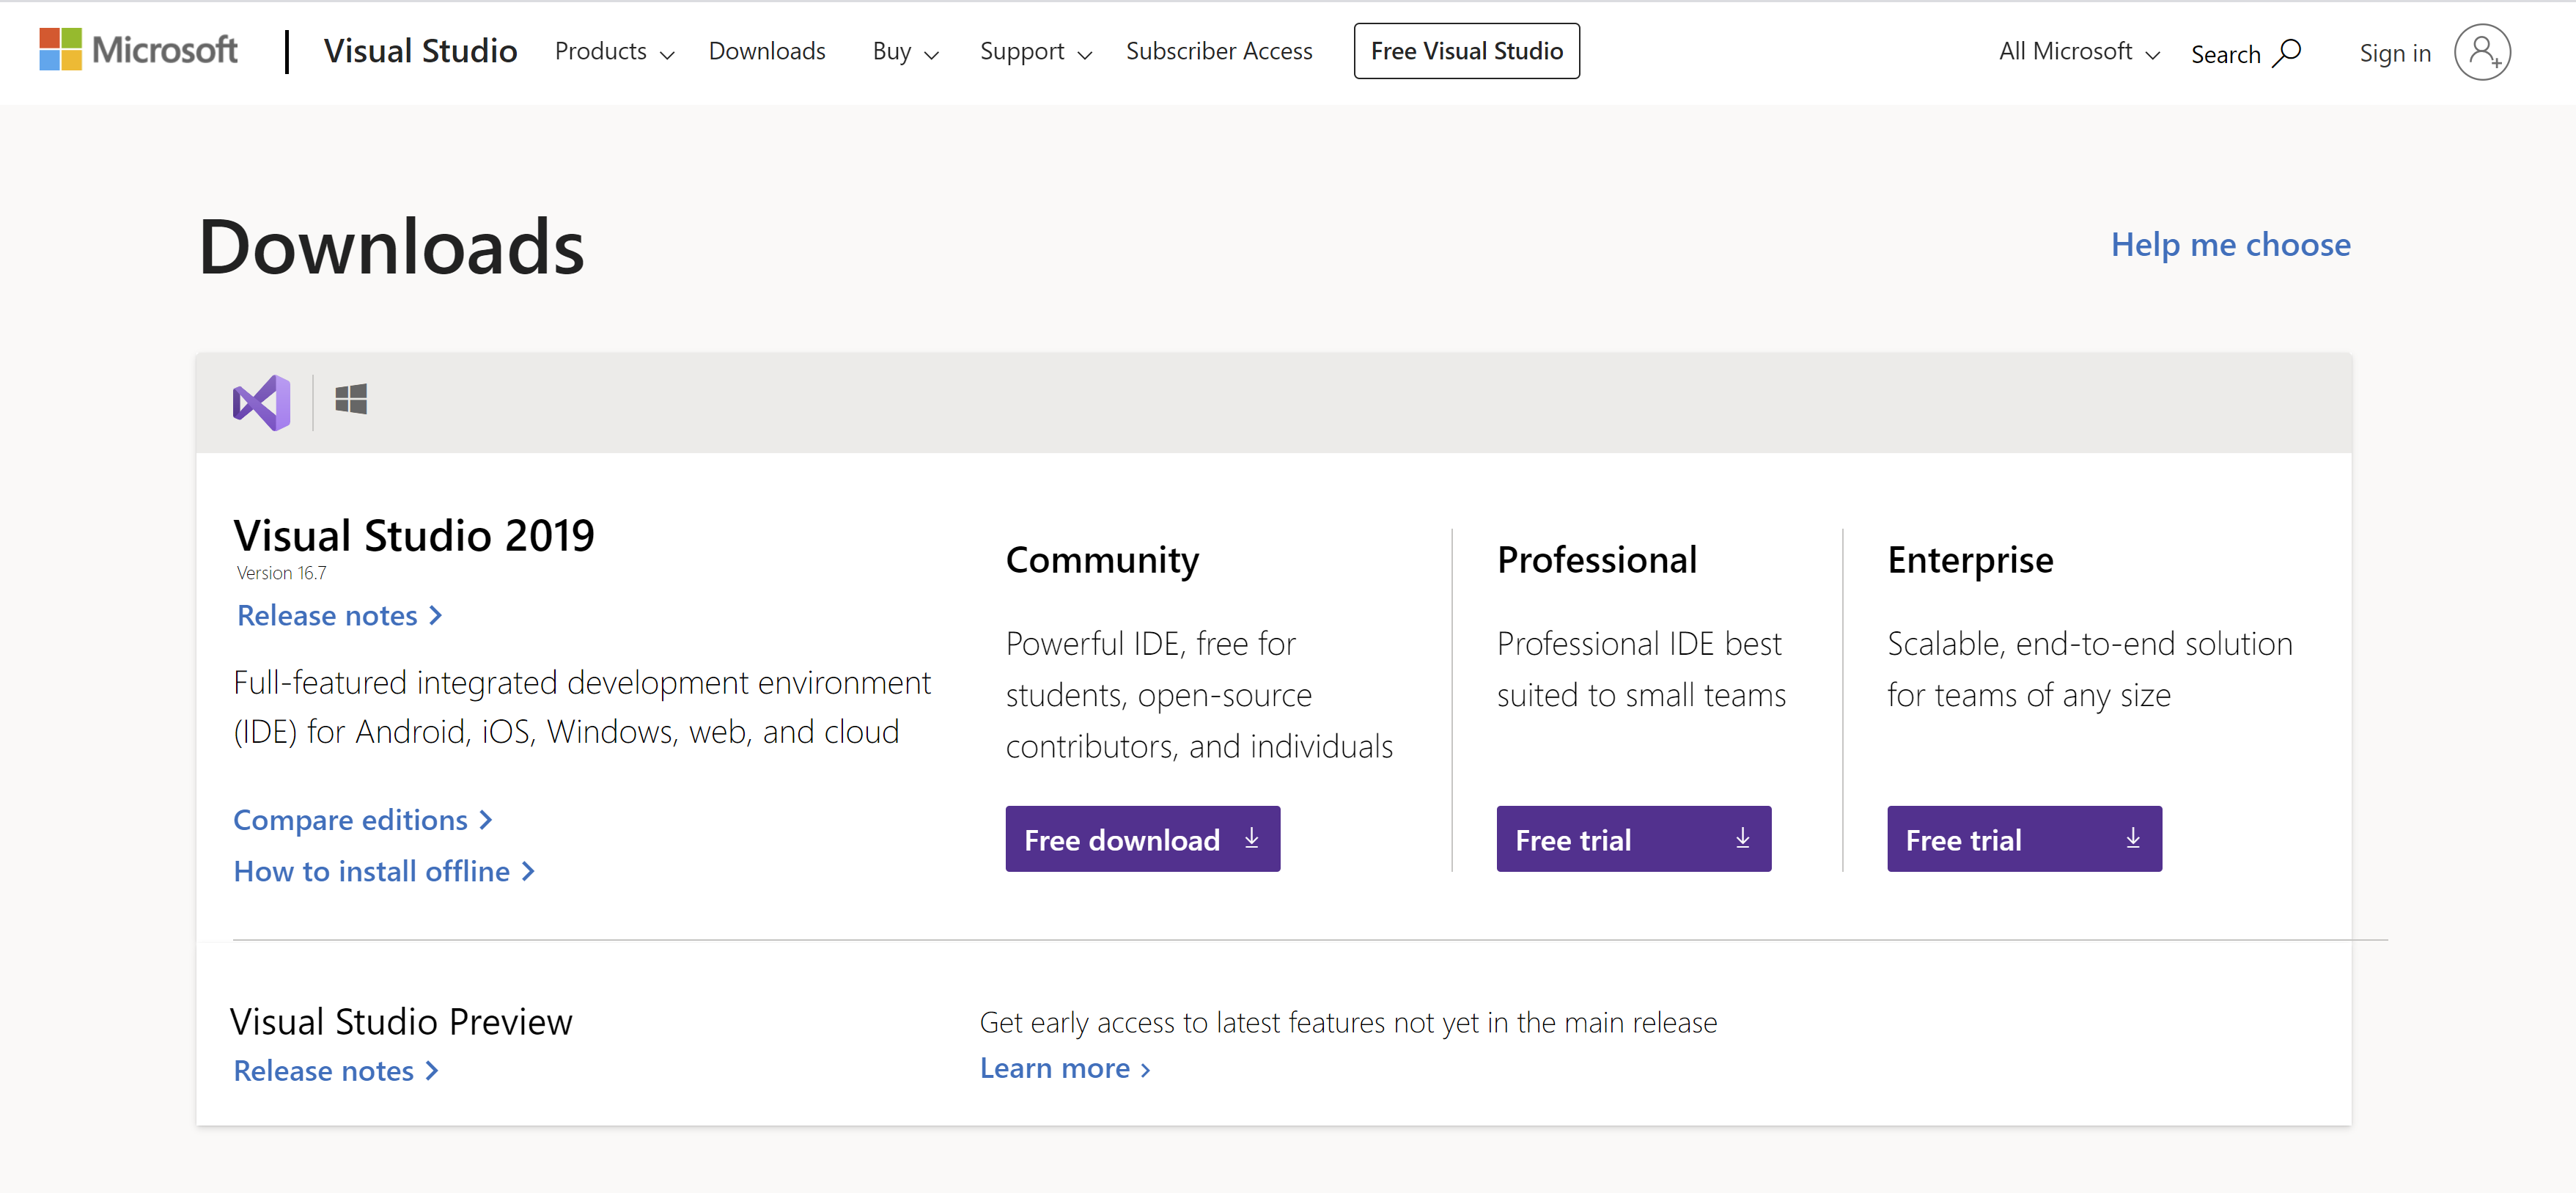 Microsoft | Visual Studio Products Downloads Buy Support Subscriber Access Free Visual Studio All Microsoft Search Sign in
Downloads
Help me choose
Visual Studio 2019
Version 16.7
Release notes
Full-featured integrated development environment
(IDE) for Android, iOS, Windows, web, and cloud
Compare editions
How to install offline
Community
Powerful IDE, free for
students, open-source
contributors, and individuals
Free download
Professional
Professional IDE best
suited to small teams
Free trial
Enterprise
Scalable, end-to-end solution
for teams of any size
Free trial
Visual Studio Preview
Release notes
Get early access to latest features not yet in the main release
Learn more